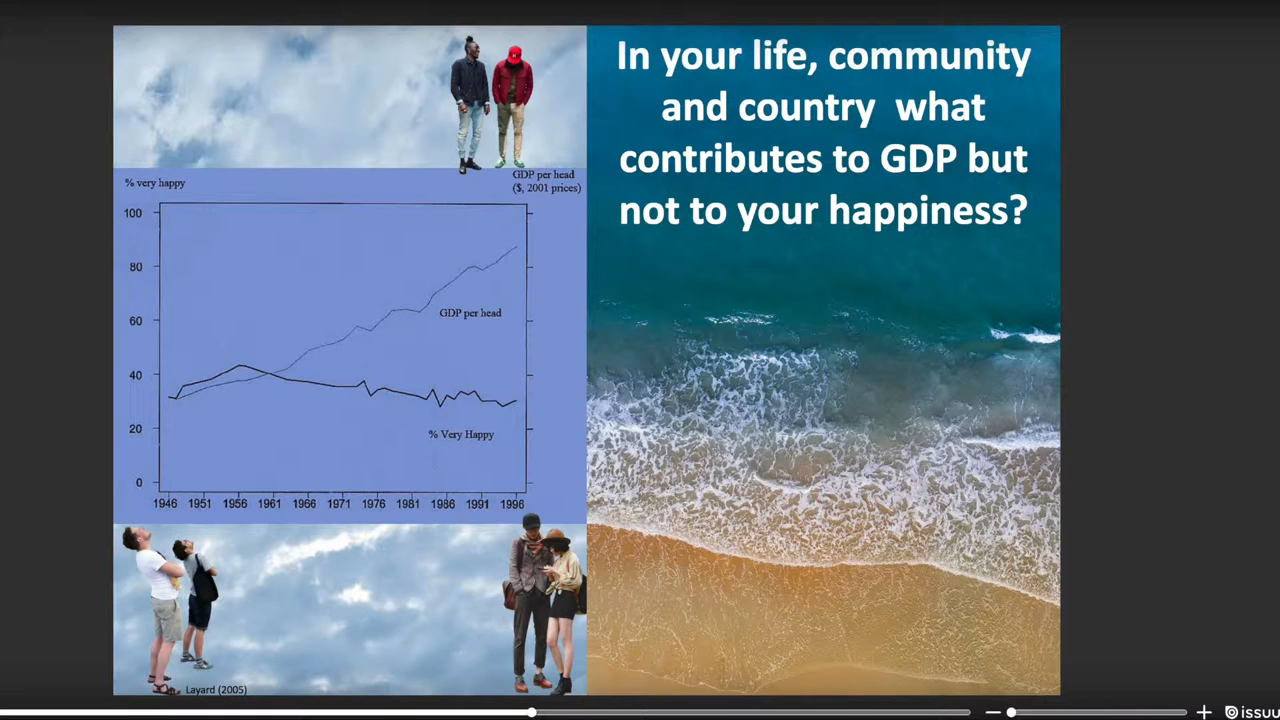 In your life, community
and country what
contributes to GDP but
not to your happiness?
% very happy
GDP per head
($, 2001 prices)
100
80
60
40
20
0
GDP per head
% Very Happy
1946 1951 1956 1961 1966 1971 1976 1981 1986 1991 1996
Layard (2005)
issuu